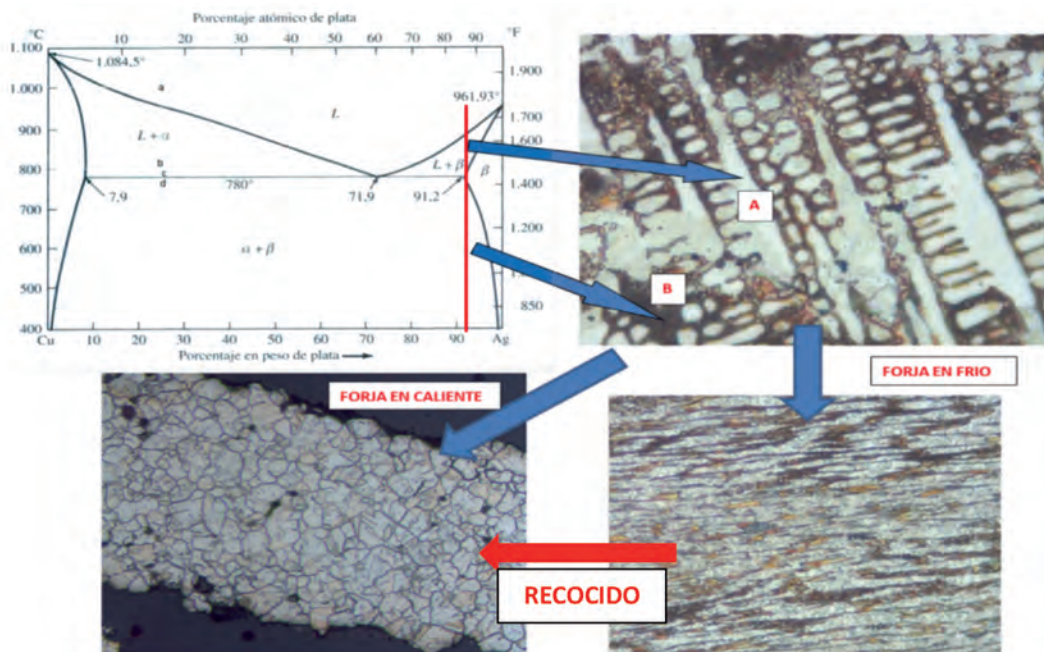 Porcentaje atómico de plata
°C
10 20 30 40 50 60 70 80 90
°F
1.100
1.084,5°
1.900
a
961,93°
1.000
L
1.700
L + α
1.600
900
L + β
β
b
800
c
780°
d
1.400
7,9
71,9
91,2
700
1.200
α + β
600
500
850
400
Cu 10 20 30 40 50 60 70 80 90 Ag
Porcentaje en peso de plata
A
B
FORJA EN CALIENTE
FORJA EN FRIO
RECOCIDO